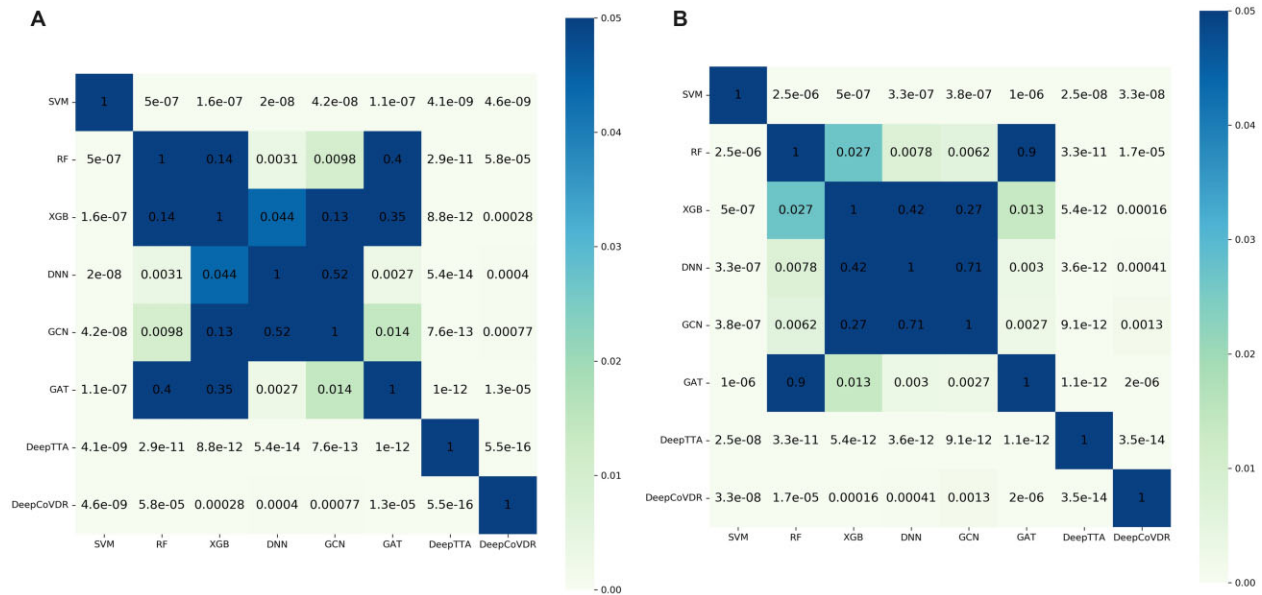 A
SVM 1 5e-07 1.6e-07 2e-08 4.2e-08 1.1e-07 4.1e-09 4.6e-09
RF 5e-07 1 0.14 0.0031 0.0098 0.4 2.9e-11 5.8e-05
XGB 1.6e-07 0.14 1 0.044 0.13 0.35 8.8e-12 0.00028
DNN 2e-08 0.0031 0.044 1 0.52 0.0027 5.4e-14 0.0004
GCN 4.2e-08 0.0098 0.13 0.52 1 0.014 7.6e-13 0.00077
GAT 1.1e-07 0.4 0.35 0.0027 0.014 1 1e-12 1.3e-05
DeepTTA 4.1e-09 2.9e-11 8.8e-12 5.4e-14 7.6e-13 1e-12 1 5.5e-16
DeepCoVDR 4.6e-09 5.8e-05 0.00028 0.0004 0.00077 1.3e-05 5.5e-16 1
SVM RF XGB DNN GCN GAT DeepTTA DeepCoVDR
0.05
0.04
0.03
0.02
0.01
0.00
B
SVM 1 2.5e-06 5e-07 3.3e-07 3.8e-07 1e-06 2.5e-08 3.3e-08
RF 2.5e-06 1 0.027 0.0078 0.0062 0.9 3.3e-11 1.7e-05
XGB 5e-07 0.027 1 0.42 0.27 0.013 5.4e-12 0.00016
DNN 3.3e-07 0.0078 0.42 1 0.71 0.003 3.6e-12 0.00041
GCN 3.8e-07 0.0062 0.27 0.71 1 0.0027 9.1e-12 0.0013
GAT 1e-06 0.9 0.013 0.003 0.0027 1 1.1e-12 2e-06
DeepTTA 2.5e-08 3.3e-11 5.4e-12 3.6e-12 9.1e-12 1.1e-12 1 3.5e-14
DeepCoVDR 3.3e-08 1.7e-05 0.00016 0.00041 0.0013 2e-06 3.5e-14 1
SVM RF XGB DNN GCN GAT DeepTTA DeepCoVDR
0.05
0.04
0.03
0.02
0.01
0.00